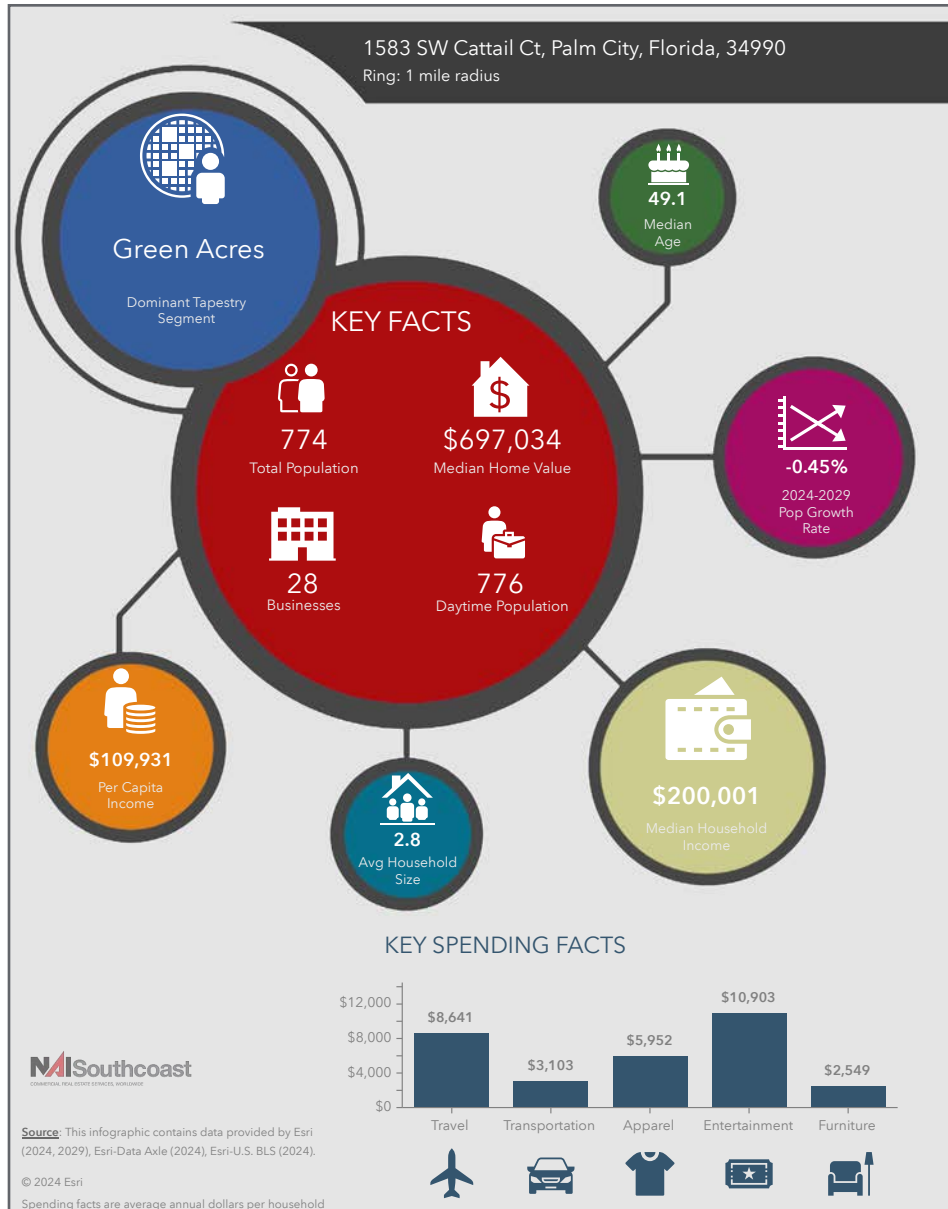 1583 SW Cattail Ct, Palm City, Florida, 34990
Ring: 1 mile radius
Green Acres
Dominant Tapestry
Segment
49.1
Median
Age
KEY FACTS
774
Total Population
$
$697,034
Median Home Value
28
Businesses
776
Daytime Population
-0.45%
2024-2029
Pop Growth
Rate
$109,931
Per Capita
Income
2.8
Avg Household
Size
$200,001
Median Household
Income
KEY SPENDING FACTS
$12,000
$8,000
$4,000
$0
$8,641
$3,103
$5,952
$10,903
$2,549
Travel
Transportation
Apparel
Entertainment
Furniture
NAISouthcoast
COMMERCIAL REAL ESTATE SERVICES, WORLDWIDE
Source: This infographic contains data provided by Esri
(2024, 2029), Esri-Data Axle (2024), Esri-U.S. BLS (2024).
© 2024 Esri
Spending facts are average annual dollars per household